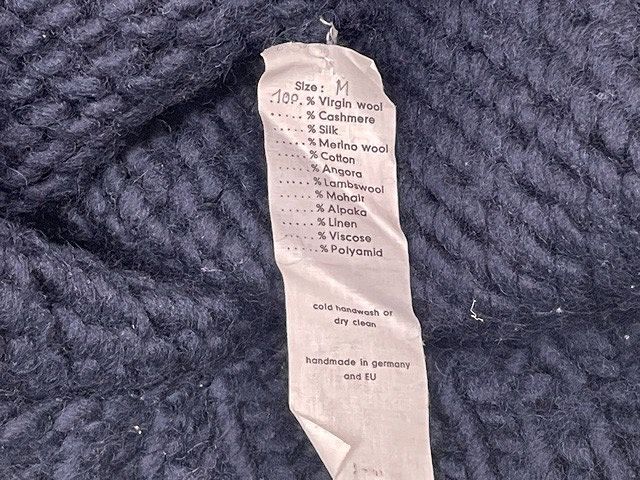 Size : M
.100. % Virgin wool
..... % Cashmere
..... % Silk
..... % Merino wool
..... % Cotton
..... % Angora
..... % Lambswool
..... % Mohair
..... % Alpaka
..... % Linen
..... % Viscose
..... % Polyamid
cold handwash or
dry clean
handmade in germany
and EU